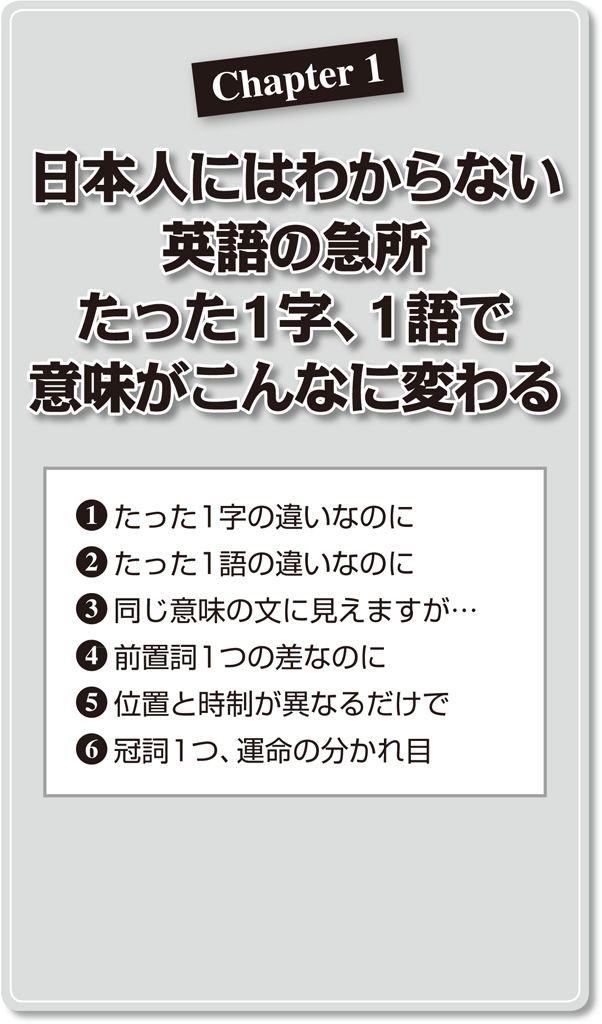 Chapter 1
日本人にはわからない
英語の急所
たった1字、1語で
意味がこんなに変わる
❶ たった1字の違いなのに
❷ たった1語の違いなのに
❸ 同じ意味の文に見えますが…
❹ 前置詞1つの差なのに
❺ 位置と時制が異なるだけで
❻ 冠詞1つ、運命の分かれ目